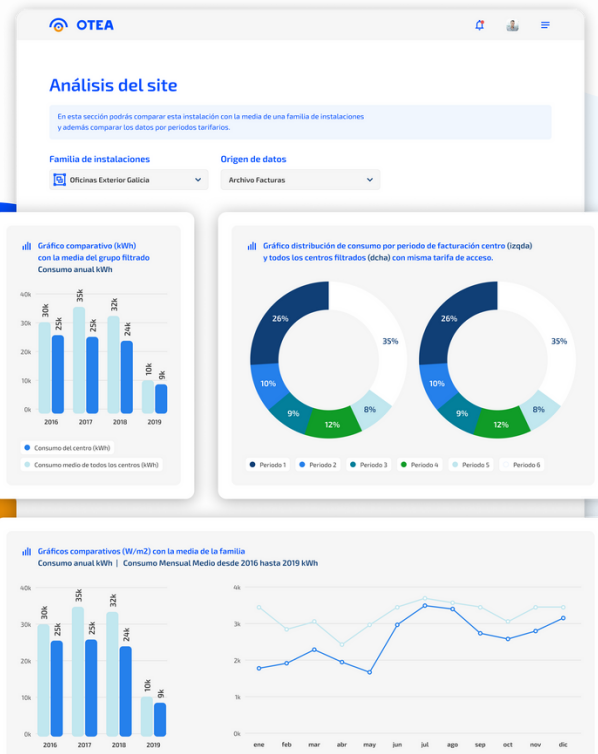 OTEA
Análisis del site
En esta sección podrás comparar esta instalación con la media de una familia de instalaciones
y además comparar los datos por periodos tarifarios.
Familia de instalaciones
Origen de datos
Oficinas Exterior Galicia
Archivo Facturas
Gráfico comparativo (kWh)
con la media del grupo filtrado
Consumo anual kWh
40k
30k
20k
10k
0k
30k 25k 35k 25k 32k 24k 10k 9k
2016 2017 2018 2019
Consumo del centro (kWh)
Consumo medio de todos los centros (kWh)
Gráfico distribución de consumo por periodo de facturación centro (izqda)
y todos los centros filtrados (dcha) con misma tarifa de acceso.
26% 35% 10% 9% 12% 8%
26% 35% 10% 9% 12% 8%
Periodo 1 Periodo 2 Periodo 3 Periodo 4 Periodo 5 Periodo 6
Gráficos comparativos (W/m2) con la media de la familia
Consumo anual kWh | Consumo Mensual Medio desde 2016 hasta 2019 kWh
40k
30k
20k
10k
0k
30k 25k 35k 25k 32k 24k 10k 9k
2016 2017 2018 2019
4k
3k
2k
1k
0k
ene feb mar abr may jun jul ago sep oct nov dic